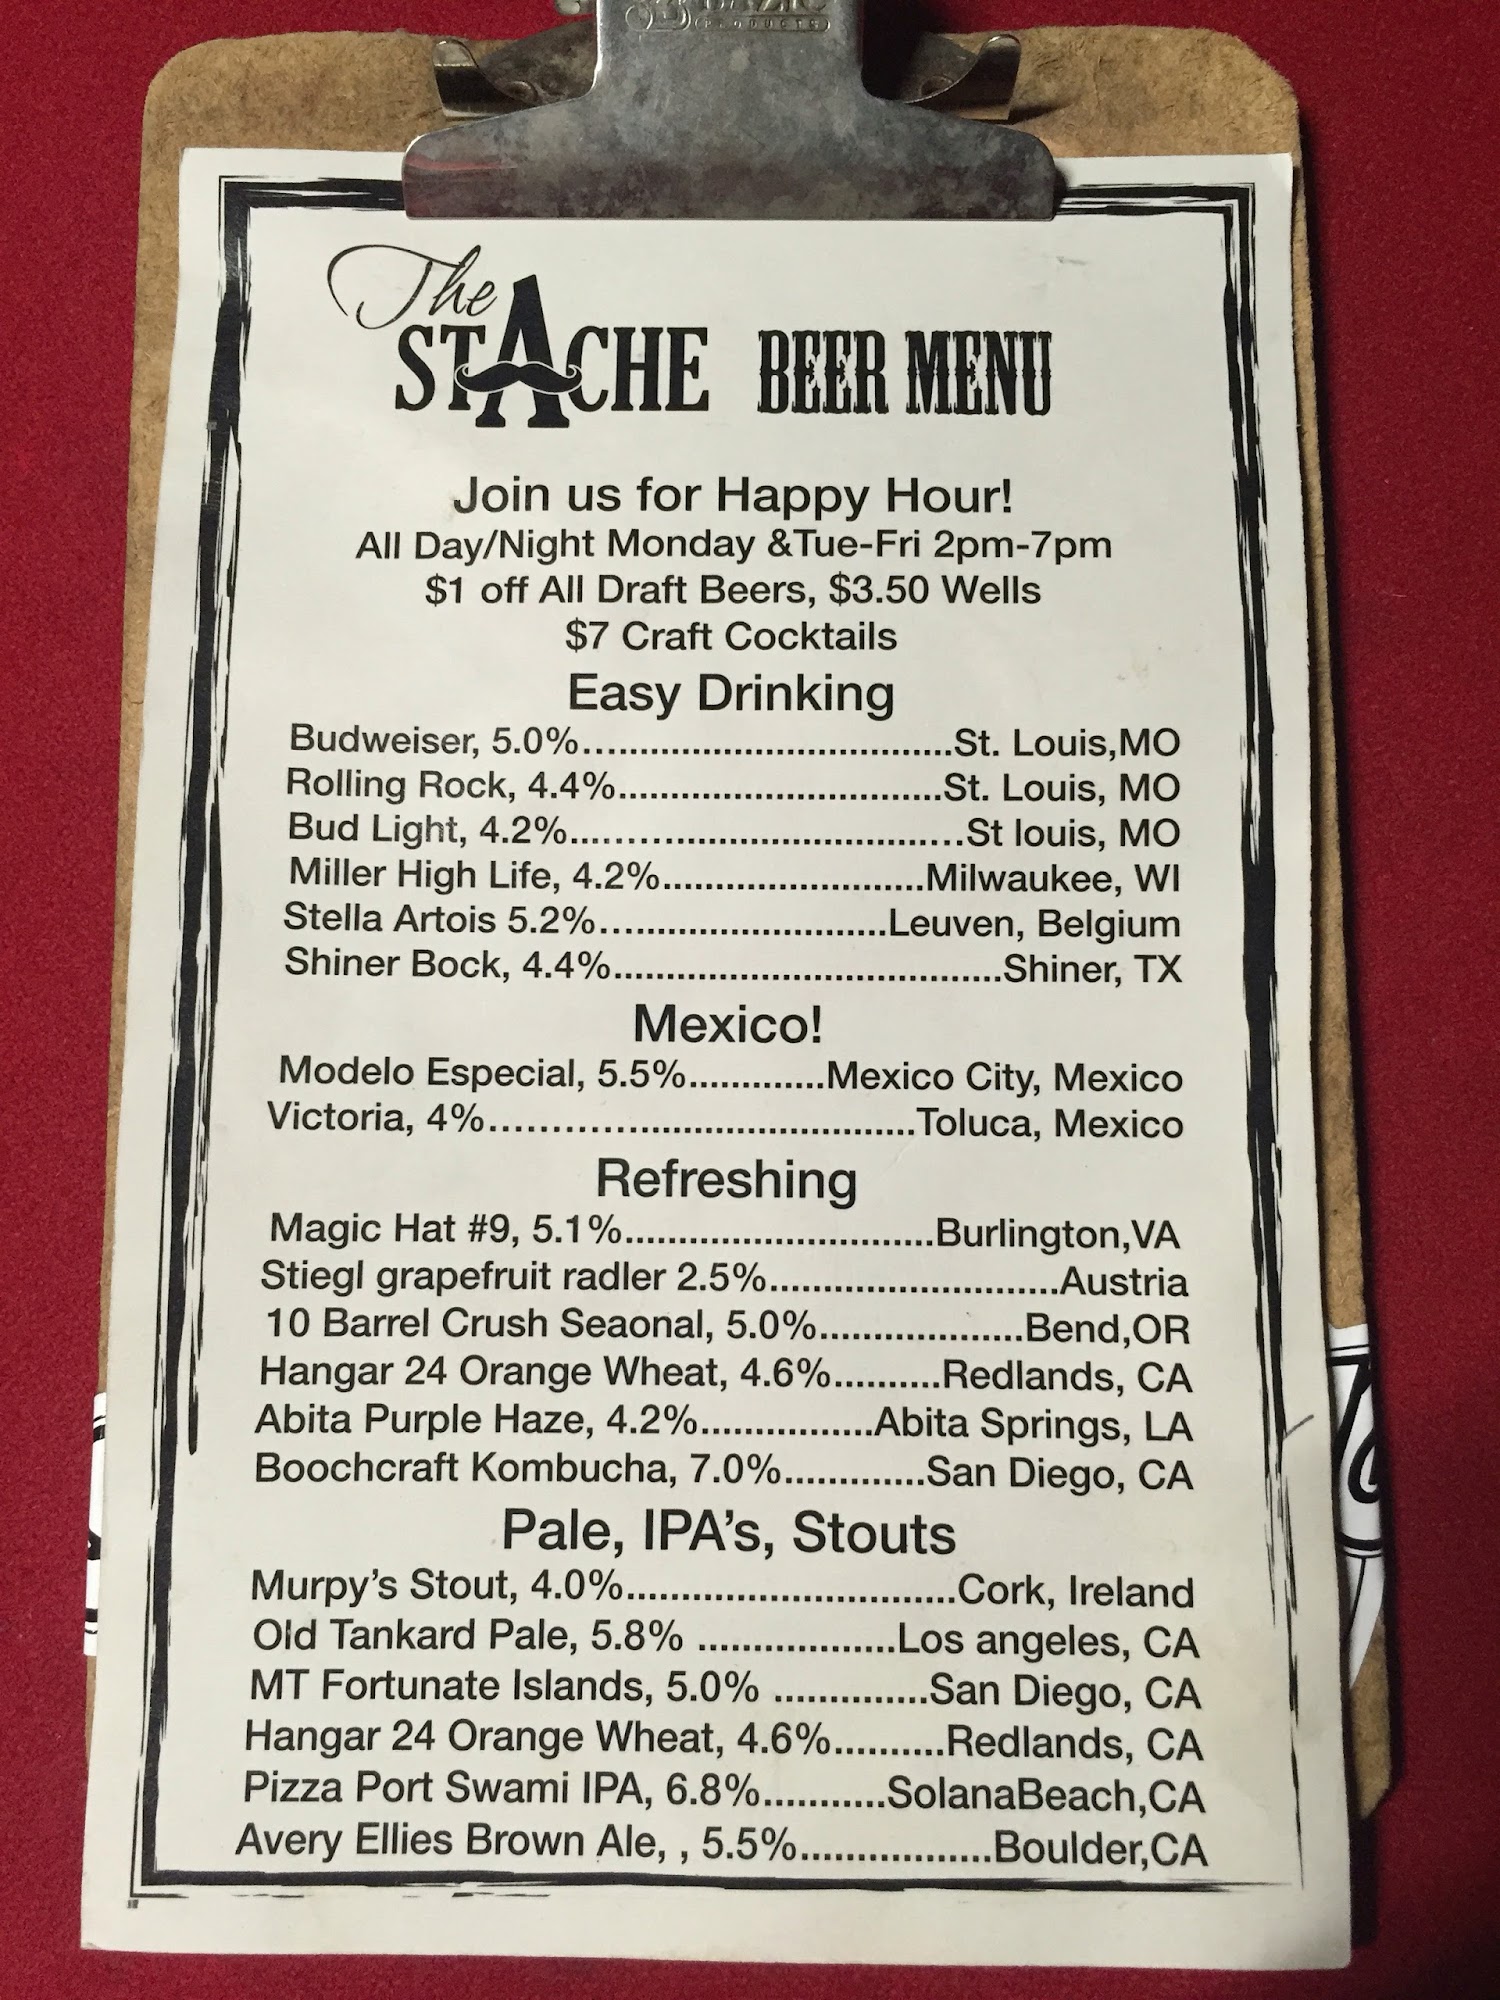 The
STACHE BEER MENU
Join us for Happy Hour!
All Day/Night Monday &Tue-Fri 2pm-7pm
$1 off All Draft Beers, $3.50 Wells
$7 Craft Cocktails
Easy Drinking
Budweiser, 5.0%....................................St. Louis,MO
Rolling Rock, 4.4%................................St. Louis, MO
Bud Light, 4.2%......................................St louis, MO
Miller High Life, 4.2%.........................Milwaukee, WI
Stella Artois 5.2%...........................Leuven, Belgium
Shiner Bock, 4.4%.....................................Shiner, TX
Mexico!
Modelo Especial, 5.5%.............Mexico City, Mexico
Victoria, 4%.........................................Toluca, Mexico
Refreshing
Magic Hat #9, 5.1%.............................Burlington,VA
Stiegl grapefruit radler 2.5%...........................Austria
10 Barrel Crush Seaonal, 5.0%...................Bend,OR
Hangar 24 Orange Wheat, 4.6%..........Redlands, CA
Abita Purple Haze, 4.2%................Abita Springs, LA
Boochcraft Kombucha, 7.0%.............San Diego, CA
Pale, IPA's, Stouts
Murpy's Stout, 4.0%...............................Cork, Ireland
Old Tankard Pale, 5.8% ...................Los angeles, CA
MT Fortunate Islands, 5.0% ..............San Diego, CA
Hangar 24 Orange Wheat, 4.6%..........Redlands, CA
Pizza Port Swami IPA, 6.8%...........SolanaBeach,CA
Avery Ellies Brown Ale, , 5.5%..................Boulder,CA